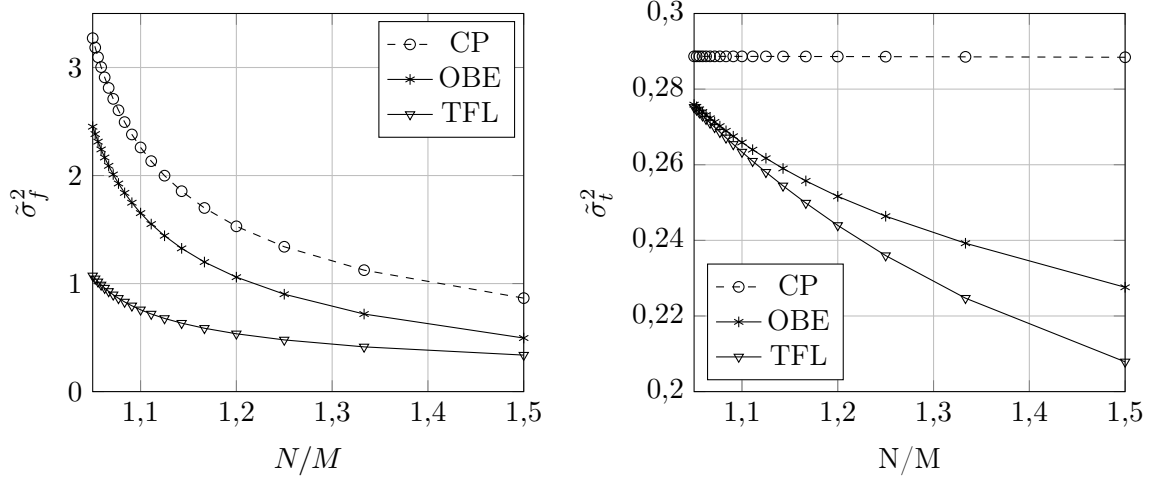 CP
OBE
TFL
3
2
1
0
1,1 1,2 1,3 1,4 1,5
N/M
σ̃²_f
0,3
0,28
0,26
0,24
0,22
0,2
CP
OBE
TFL
1,1 1,2 1,3 1,4 1,5
N/M
σ̃²_t